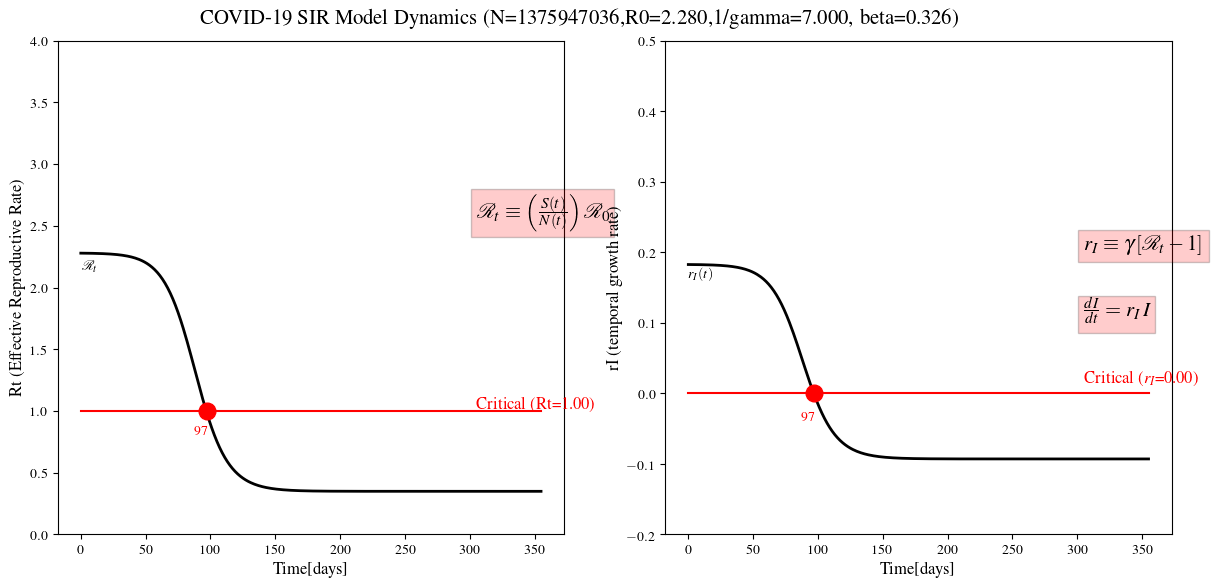 COVID-19 SIR Model Dynamics (N=1375947036,R0=2.280,1/gamma=7.000, beta=0.326)
Rt (Effective Reproductive Rate)
4.0
3.5
3.0
2.5
2.0
1.5
1.0
0.5
0.0
ℛt ≡ (S(t)/N(t)) ℛ0
ℛt
Critical (Rt=1.00)
97
0 50 100 150 200 250 300 350
Time[days]
rI (temporal growth rate)
0.5
0.4
0.3
0.2
0.1
0.0
−0.1
−0.2
rI ≡ γ[ℛt − 1]
rI(t)
dI/dt = rI I
Critical (rI=0.00)
97
0 50 100 150 200 250 300 350
Time[days]